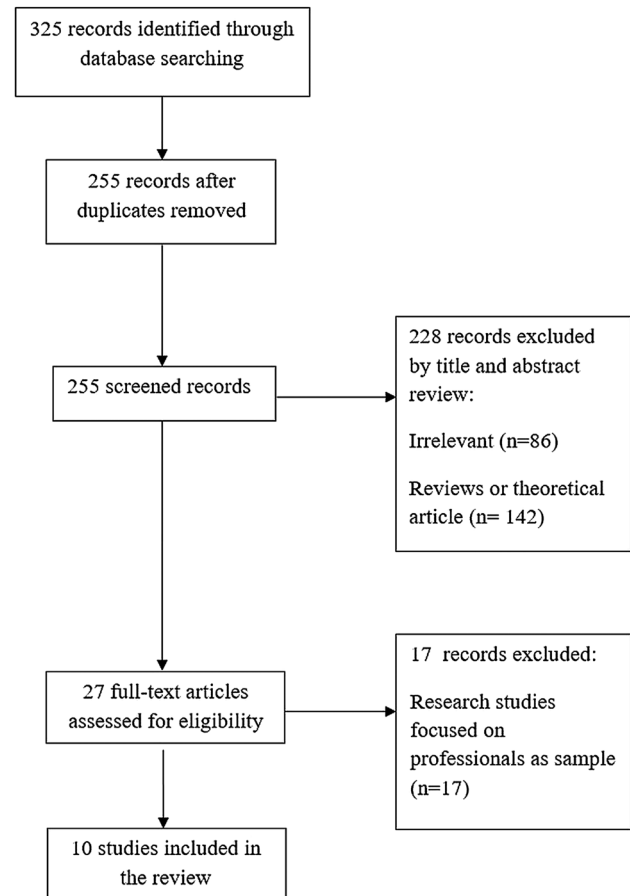 325 records identified through
database searching
255 records after
duplicates removed
255 screened records
228 records excluded
by title and abstract
review:
Irrelevant (n=86)
Reviews or theoretical
article (n= 142)
27 full-text articles
assessed for eligibility
17 records excluded:
Research studies
focused on
professionals as sample
(n=17)
10 studies included in
the review